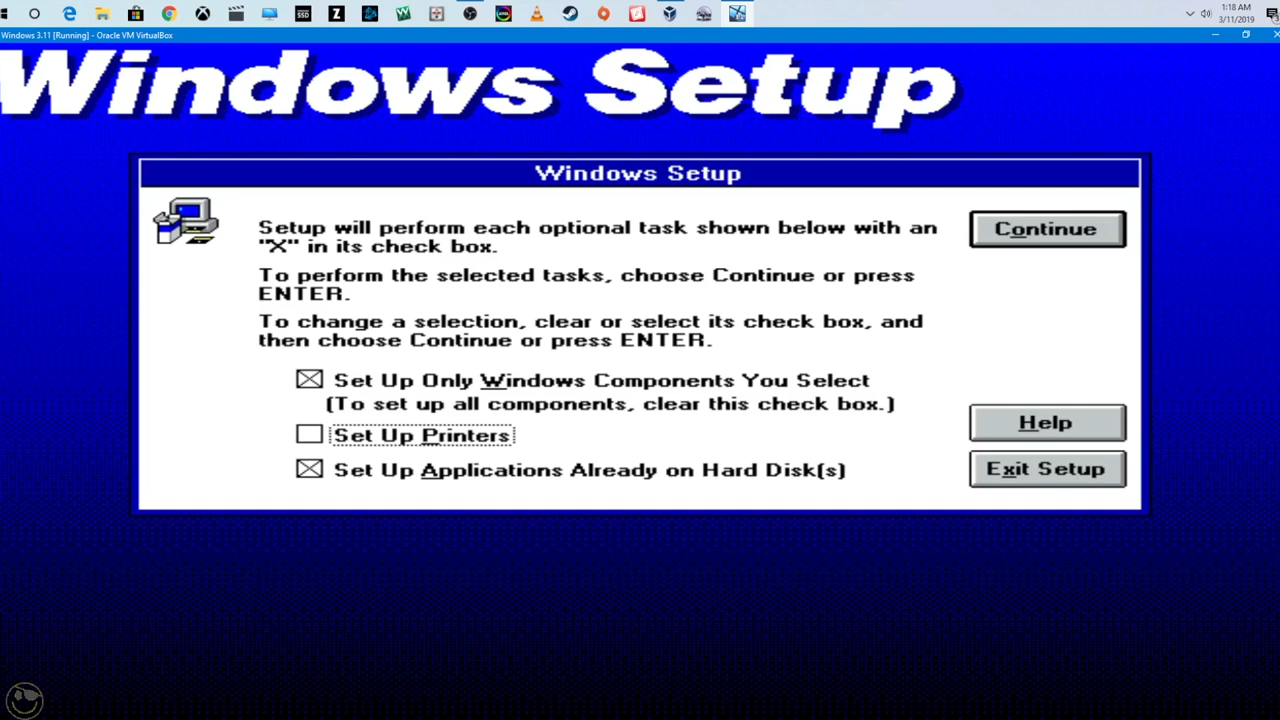 1:18 AM
3/11/2019
Windows 3.11 [Running] - Oracle VM VirtualBox
Windows Setup
Windows Setup
Setup will perform each optional task shown below with an
"X" in its check box.
Continue
To perform the selected tasks, choose Continue or press
ENTER.
To change a selection, clear or select its check box, and
then choose Continue or press ENTER.
Set Up Only Windows Components You Select
(To set up all components, clear this check box.)
Help
Set Up Printers
Set Up Applications Already on Hard Disk(s)
Exit Setup